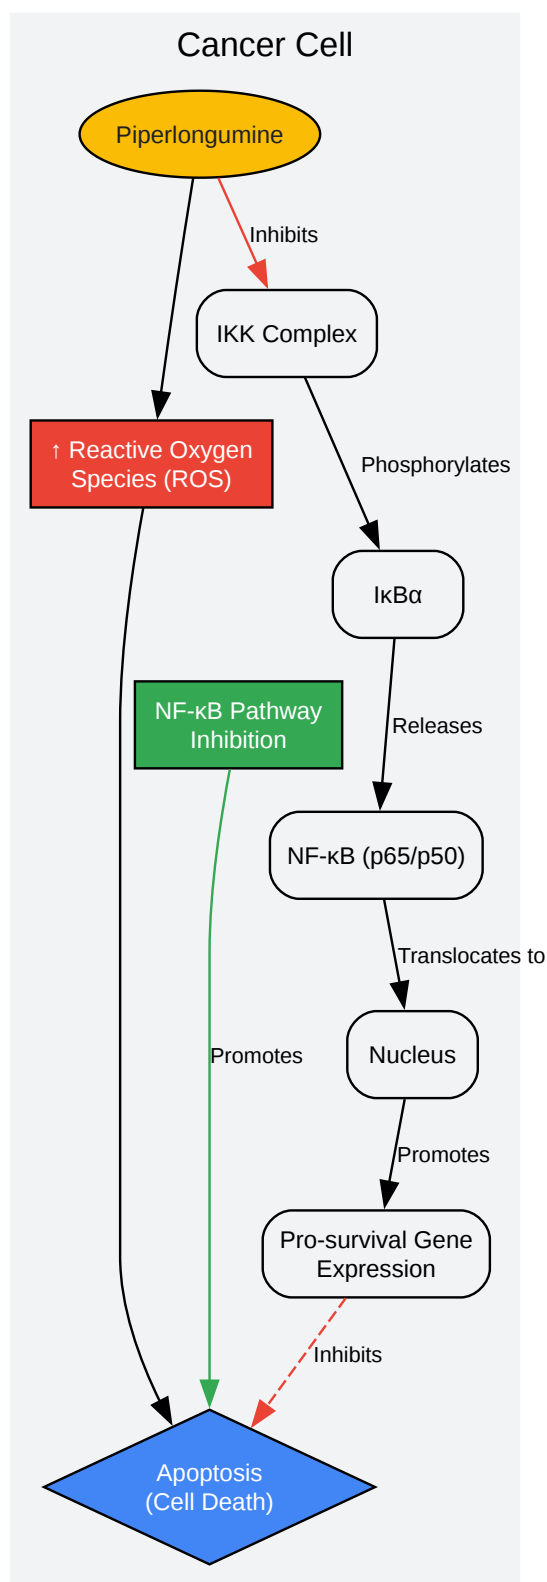 Cancer Cell
Piperlongumine
Inhibits
IKK Complex
↑ Reactive Oxygen
Species (ROS)
Phosphorylates
IκBα
NF-κB Pathway
Inhibition
Releases
NF-κB (p65/p50)
Translocates to
Nucleus
Promotes
Promotes
Pro-survival Gene
Expression
Inhibits
Apoptosis
(Cell Death)